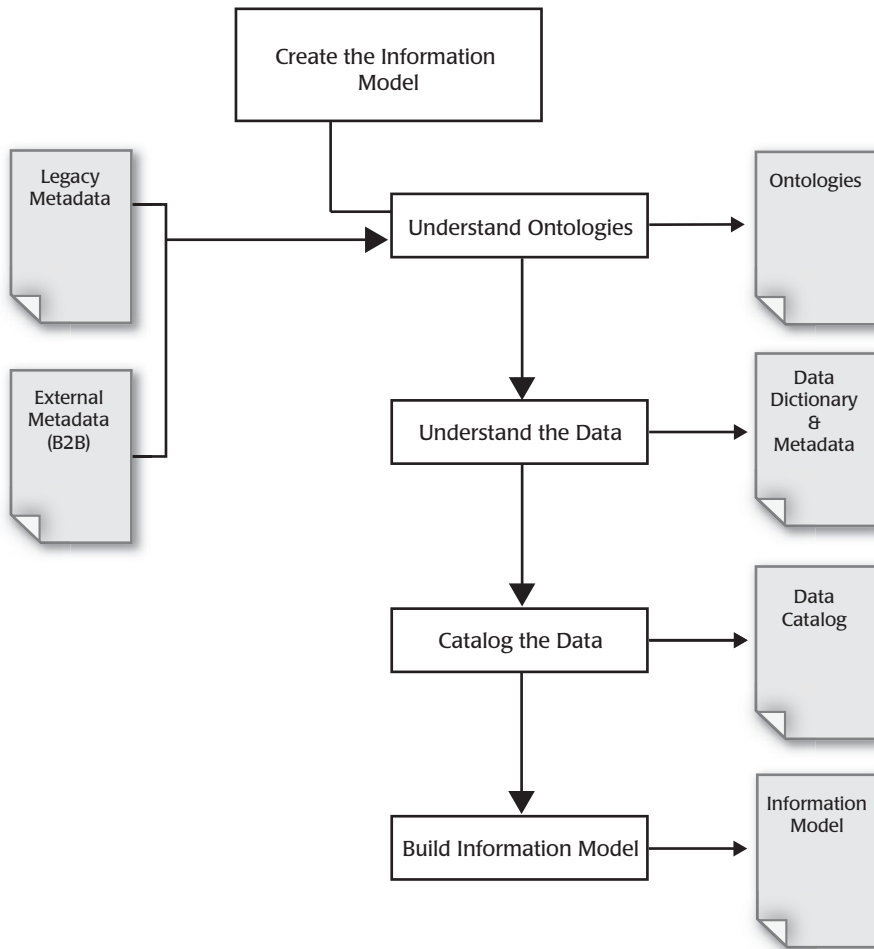 Create the Information
Model
Legacy
Metadata
Ontologies
Understand Ontologies
External
Metadata
(B2B)
Data
Dictionary
&
Metadata
Understand the Data
Data
Catalog
Catalog the Data
Information
Model
Build Information Model